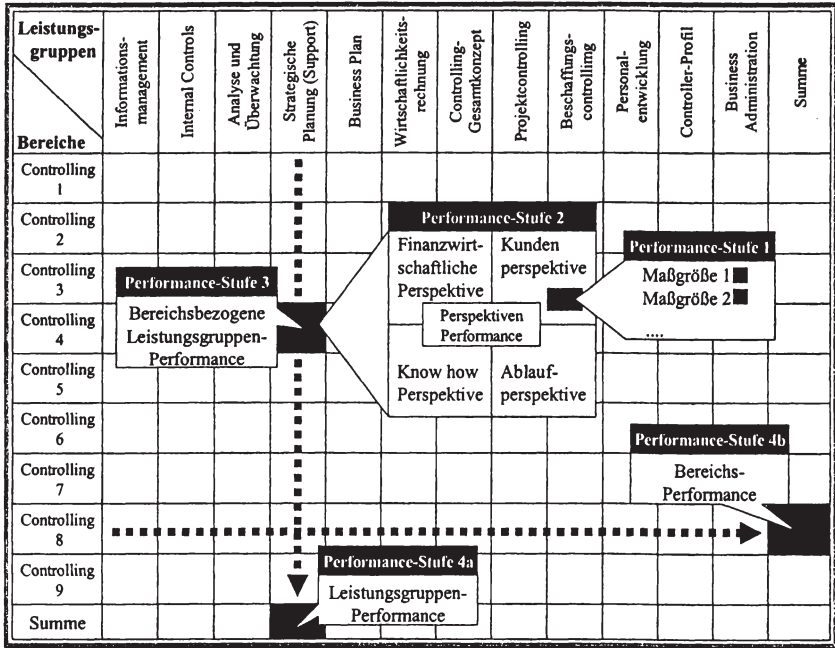 Leistungs-
gruppen
Bereiche
Informations-
management
Internal Controls
Analyse und
Überwachtung
Strategische
Planung (Support)
Business Plan
Wirtschaftlichkeits-
rechnung
Controlling-
Gesamtkonzept
Projektcontrolling
Beschaffungs-
controllimg
Personal-
entwicklung
Controller-Profil
Business
Administration
Summe
Controlling
1
Controlling
2
Controlling
3
Controlling
4
Controlling
5
Controlling
6
Controlling
7
Controlling
8
Controlling
9
Summe
Performance-Stufe 2
Finanzwirt-
schaftliche
Perspektive
Kunden
perspektive
Perspektiven
Performance
Know how
Perspektive
Ablauf-
perspektive
Performance-Stufe 1
Maßgröße 1
Maßgröße 2
....
Performance-Stufe 3
Bereichsbezogene
Leistungsgruppen-
Performance
Performance-Stufe 4b
Bereichs-
Performance
Performance-Stufe 4a
Leistungsgruppen-
Performance